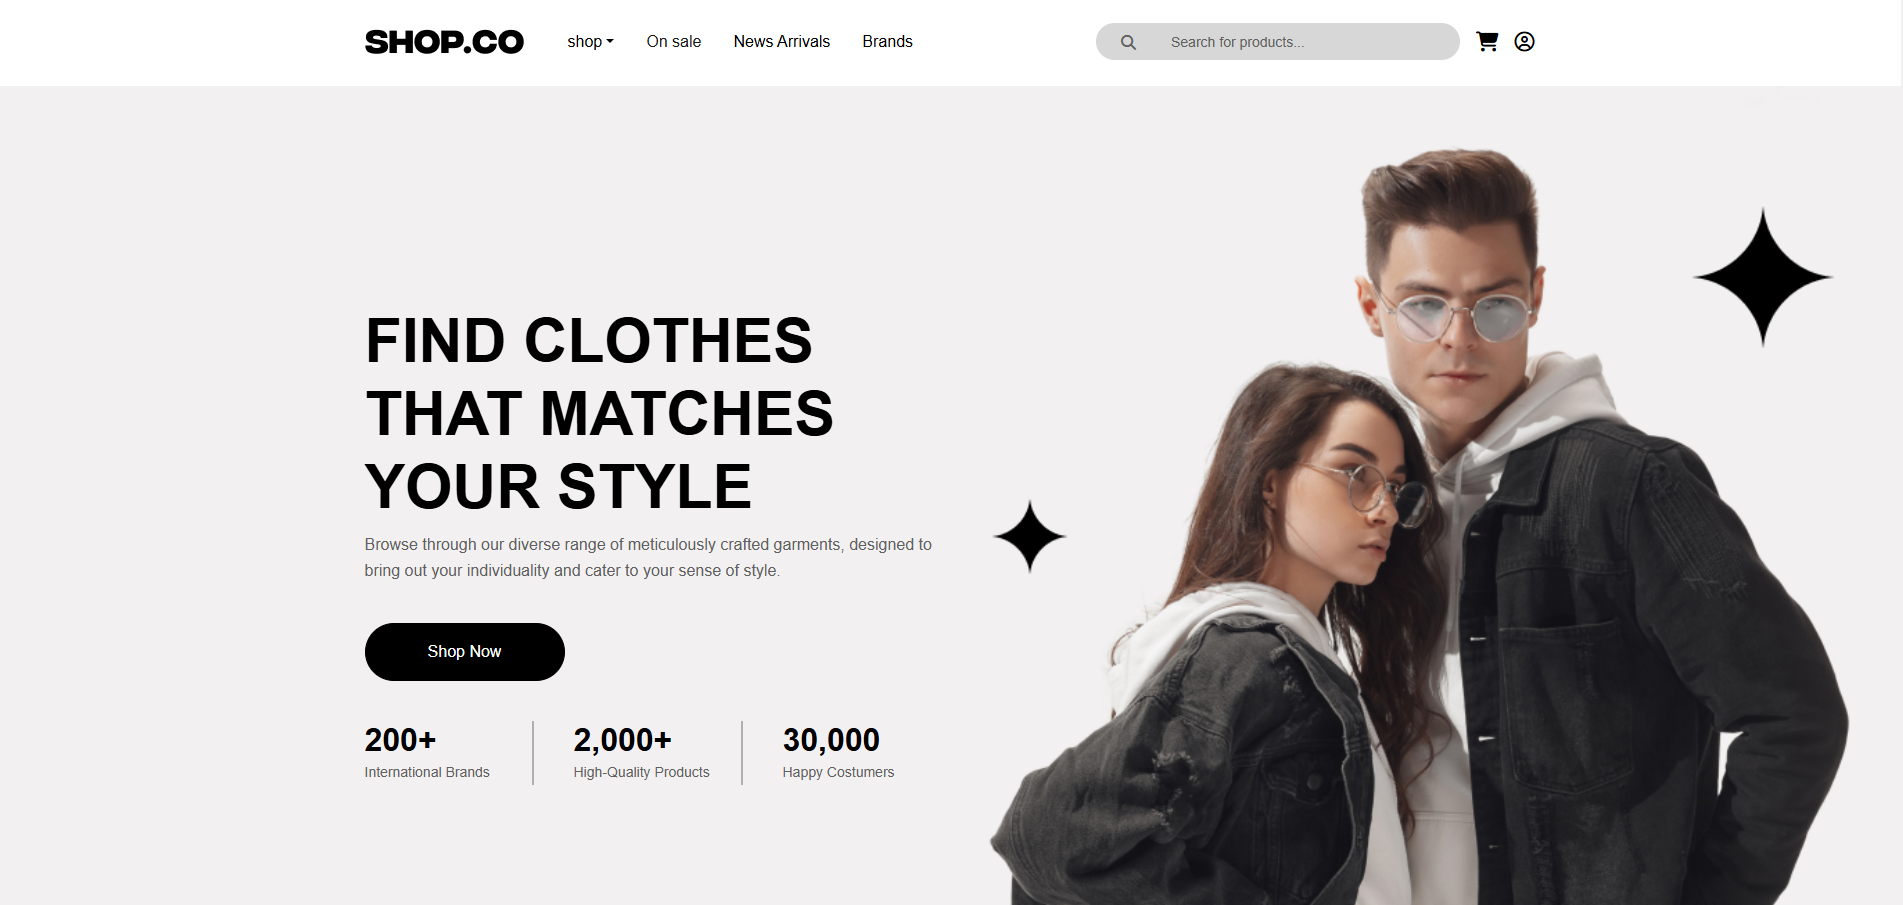 SHOP.CO
shop
On sale
News Arrivals
Brands
Search for products...
FIND CLOTHES
THAT MATCHES
YOUR STYLE
Browse through our diverse range of meticulously crafted garments, designed to
bring out your individuality and cater to your sense of style.
Shop Now
200+
International Brands
2,000+
High-Quality Products
30,000
Happy Costumers